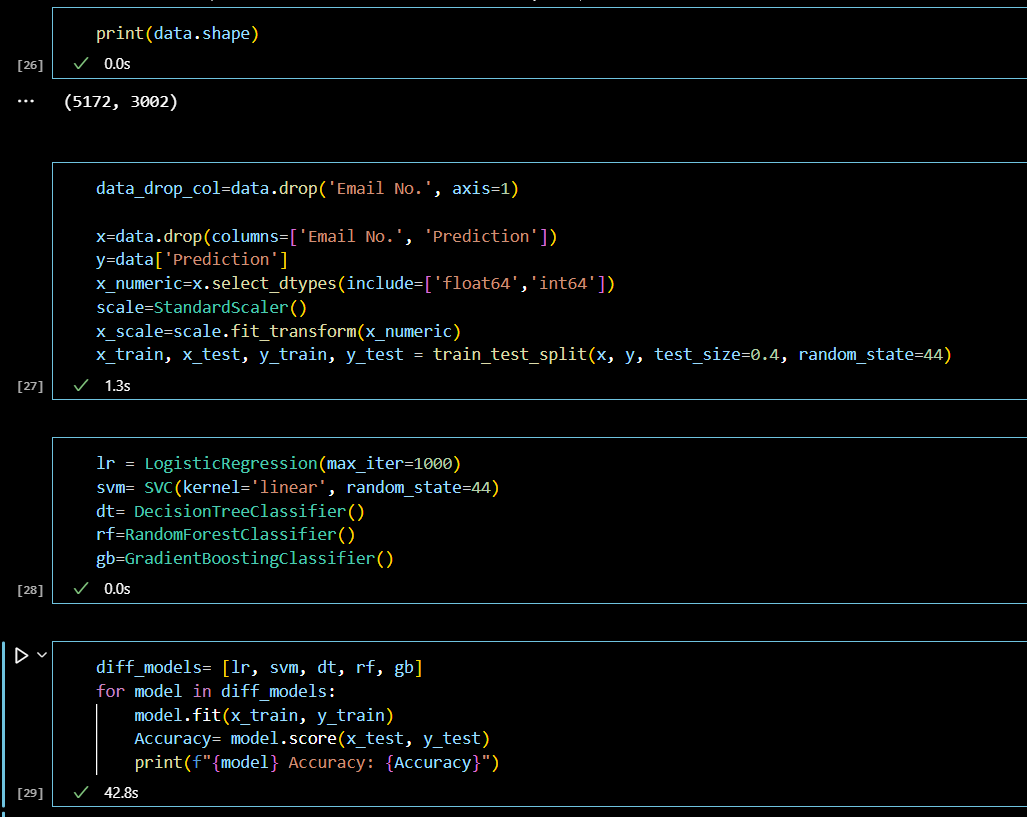 print(data.shape)
[26]
0.0s
(5172, 3002)
data_drop_col=data.drop('Email No.', axis=1)
x=data.drop(columns=['Email No.', 'Prediction'])
y=data['Prediction']
x_numeric=x.select_dtypes(include=['float64','int64'])
scale=StandardScaler()
x_scale=scale.fit_transform(x_numeric)
x_train, x_test, y_train, y_test = train_test_split(x, y, test_size=0.4, random_state=44)
[27]
1.3s
lr = LogisticRegression(max_iter=1000)
svm= SVC(kernel='linear', random_state=44)
dt= DecisionTreeClassifier()
rf=RandomForestClassifier()
gb=GradientBoostingClassifier()
[28]
0.0s
diff_models= [lr, svm, dt, rf, gb]
for model in diff_models:
    model.fit(x_train, y_train)
    Accuracy= model.score(x_test, y_test)
    print(f"{model} Accuracy: {Accuracy}")
[29]
42.8s